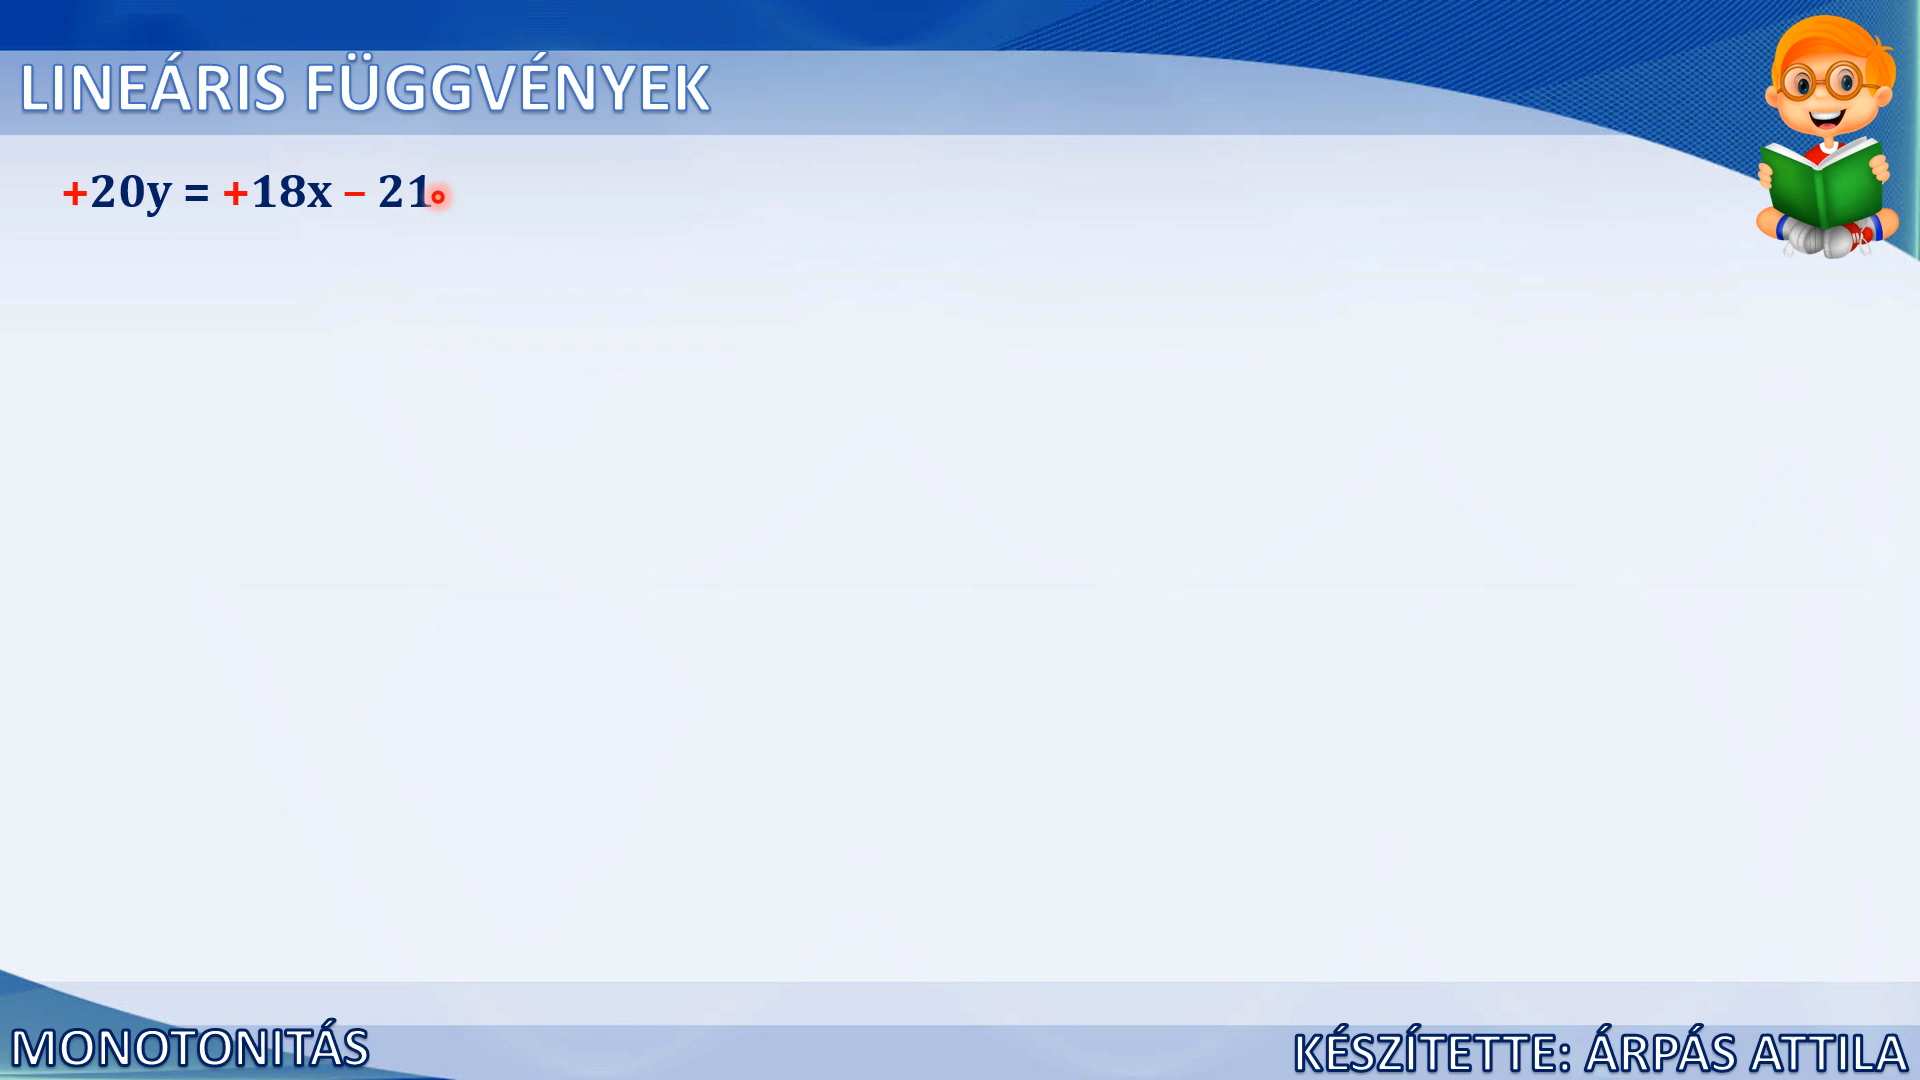 LINEÁRIS FÜGGVÉNYEK
+20y = +18x – 21
MONOTONITÁS
KÉSZÍTETTE: ÁRPÁS ATTILA